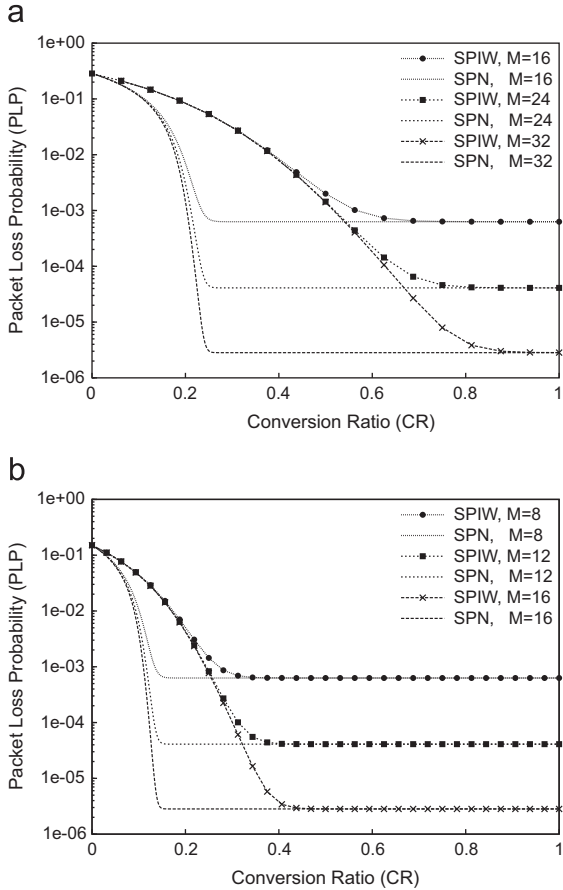 a
1e+00
1e-01
1e-02
1e-03
1e-04
1e-05
1e-06
Packet Loss Probability (PLP)
SPIW, M=16
SPN, M=16
SPIW, M=24
SPN, M=24
SPIW, M=32
SPN, M=32
0 0.2 0.4 0.6 0.8 1
Conversion Ratio (CR)
b
1e+00
1e-01
1e-02
1e-03
1e-04
1e-05
1e-06
Packet Loss Probability (PLP)
SPIW, M=8
SPN, M=8
SPIW, M=12
SPN, M=12
SPIW, M=16
SPN, M=16
0 0.2 0.4 0.6 0.8 1
Conversion Ratio (CR)